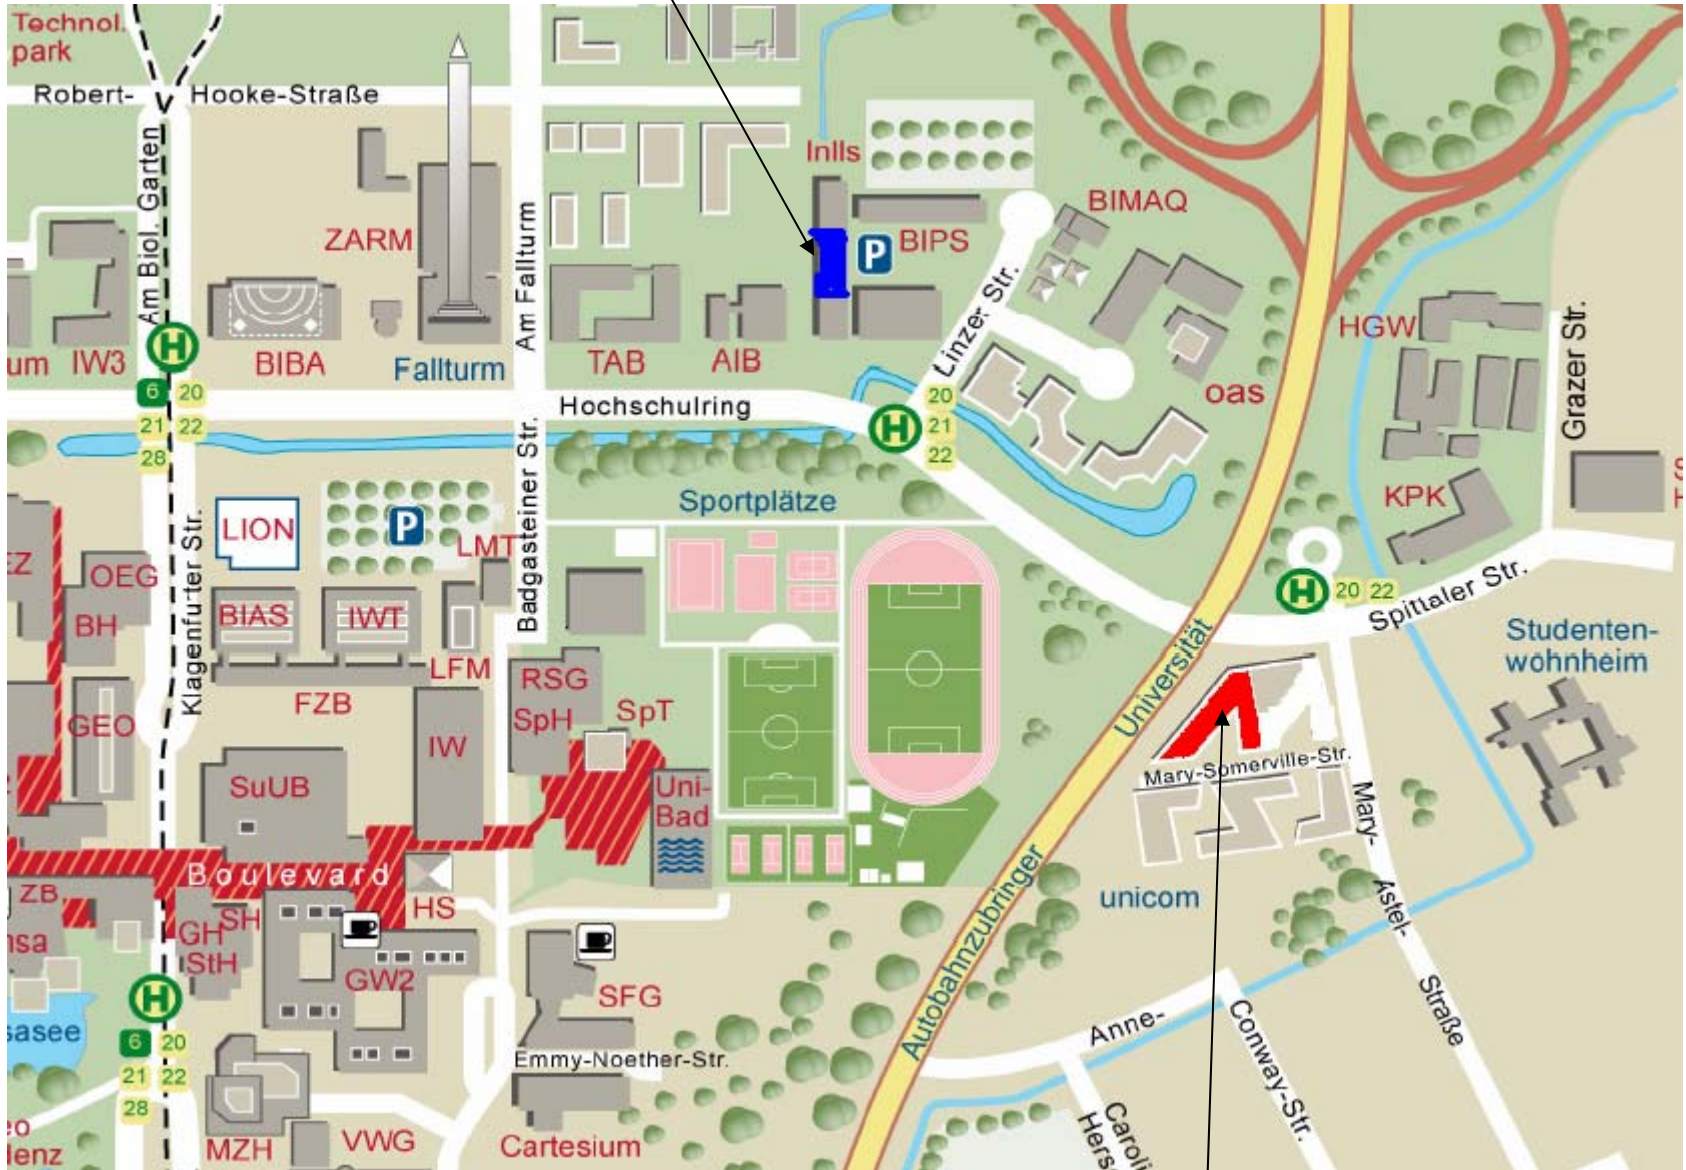 Technol.
park
Robert-
Hooke-Straße
Am Biol. Garten
InIIs
BIMAQ
ZARM
Am Fallturm
BIPS
P
Linzer Str.
HGW
Grazer Str.
um
IW3
H
BIBA
Fallturm
TAB
AIB
oas
6
20
21
22
28
Hochschulring
H
20
21
22
Badgasteiner Str.
Sportplätze
KPK
S
LION
P
LMT
Klagenfurter Str.
EZ
OEG
BH
BIAS
IWT
LFM
H
20
22
Spittaler Str.
Studenten-
wohnheim
Universität
RSG
SpH
SpT
FZB
GEO
IW
Mary-Somerville-Str.
SuUB
Uni-
Bad
Mary-
Astel-
Straße
Boulevard
ZB
SH
HS
GH
StH
unicom
nsa
GW2
SFG
Autobahnzubringer
H
6
20
21
22
28
sasee
Anne-
Conway-Str.
Emmy-Noether-Str.
eo
lenz
MZH
VWG
Cartesium
Caroli
Hers